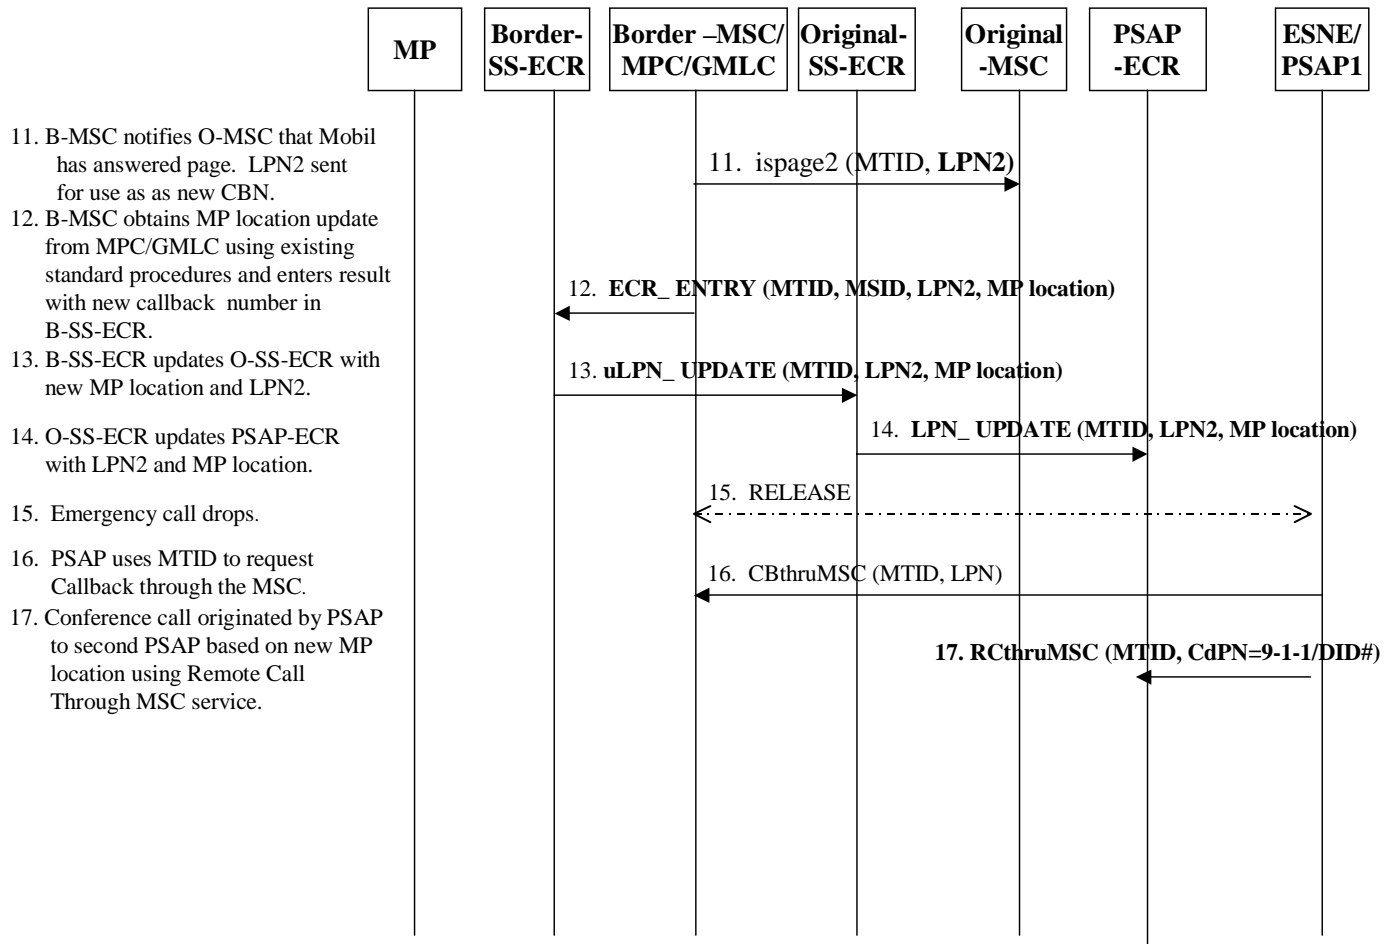 MP
Border-
SS-ECR
Border –MSC/
MPC/GMLC
Original-
SS-ECR
Original
-MSC
PSAP
-ECR
ESNE/
PSAP1
11. B-MSC notifies O-MSC that Mobil
has answered page. LPN2 sent
for use as as new CBN.
11. ispage2 (MTID, LPN2)
12. B-MSC obtains MP location update
from MPC/GMLC using existing
standard procedures and enters result
with new callback number in
B-SS-ECR.
12. ECR_ ENTRY (MTID, MSID, LPN2, MP location)
13. B-SS-ECR updates O-SS-ECR with
new MP location and LPN2.
13. uLPN_ UPDATE (MTID, LPN2, MP location)
14. O-SS-ECR updates PSAP-ECR
with LPN2 and MP location.
14. LPN_ UPDATE (MTID, LPN2, MP location)
15. Emergency call drops.
15. RELEASE
16. PSAP uses MTID to request
Callback through the MSC.
16. CBthruMSC (MTID, LPN)
17. Conference call originated by PSAP
to second PSAP based on new MP
location using Remote Call
Through MSC service.
17. RCthruMSC (MTID, CdPN=9-1-1/DID#)